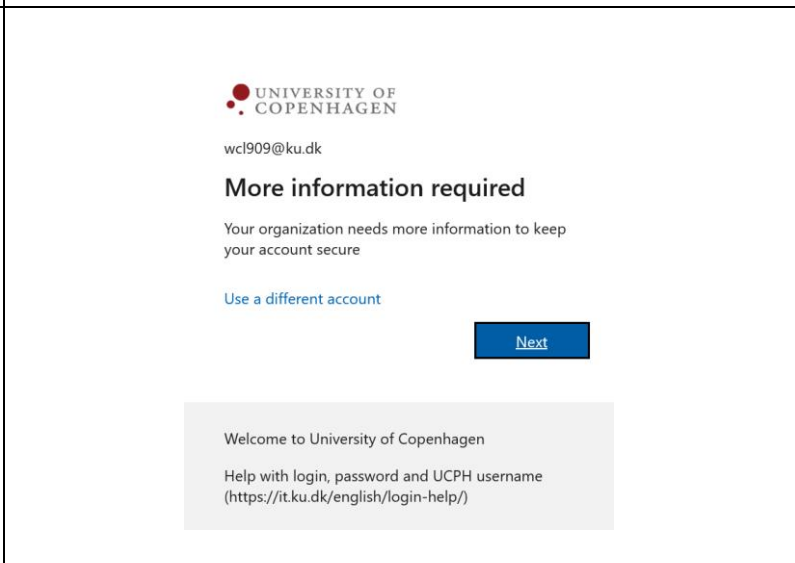 UNIVERSITY OF
COPENHAGEN
wcl909@ku.dk
More information required
Your organization needs more information to keep
your account secure
Use a different account
Next
Welcome to University of Copenhagen
Help with login, password and UCPH username
(https://it.ku.dk/english/login-help/)